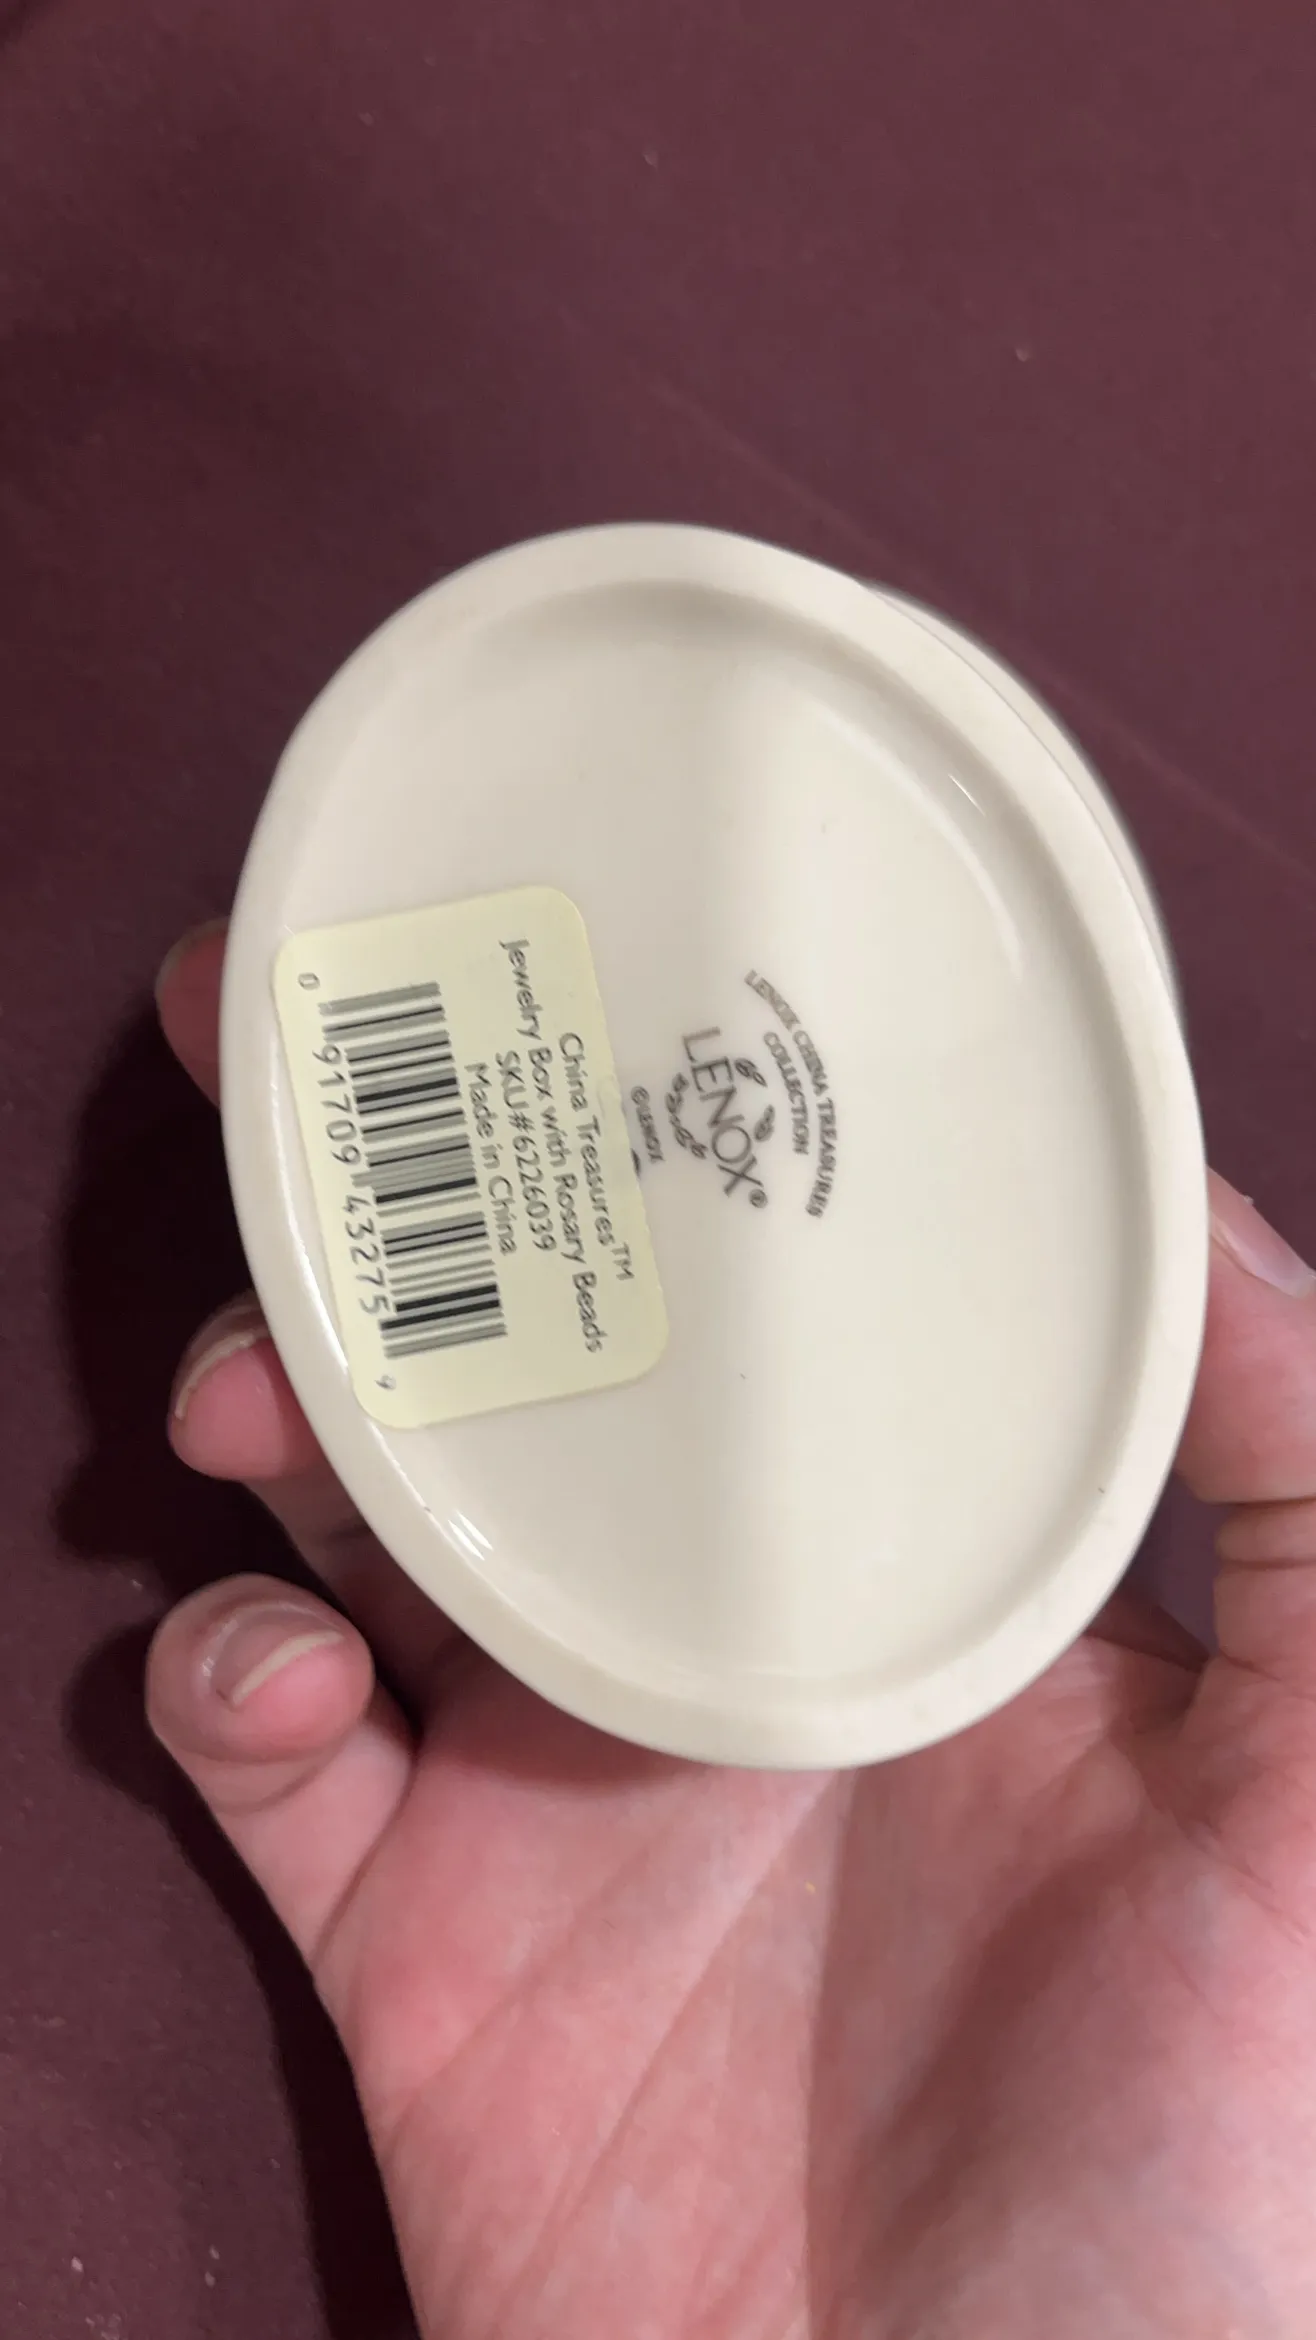 LENOX CHINA TREASURES
COLLECTION
LENOX®
©LENOX
China Treasures™
Jewelry Box with Rosary Beads
SKU#6226039
Made in China
0 91709 43275 9